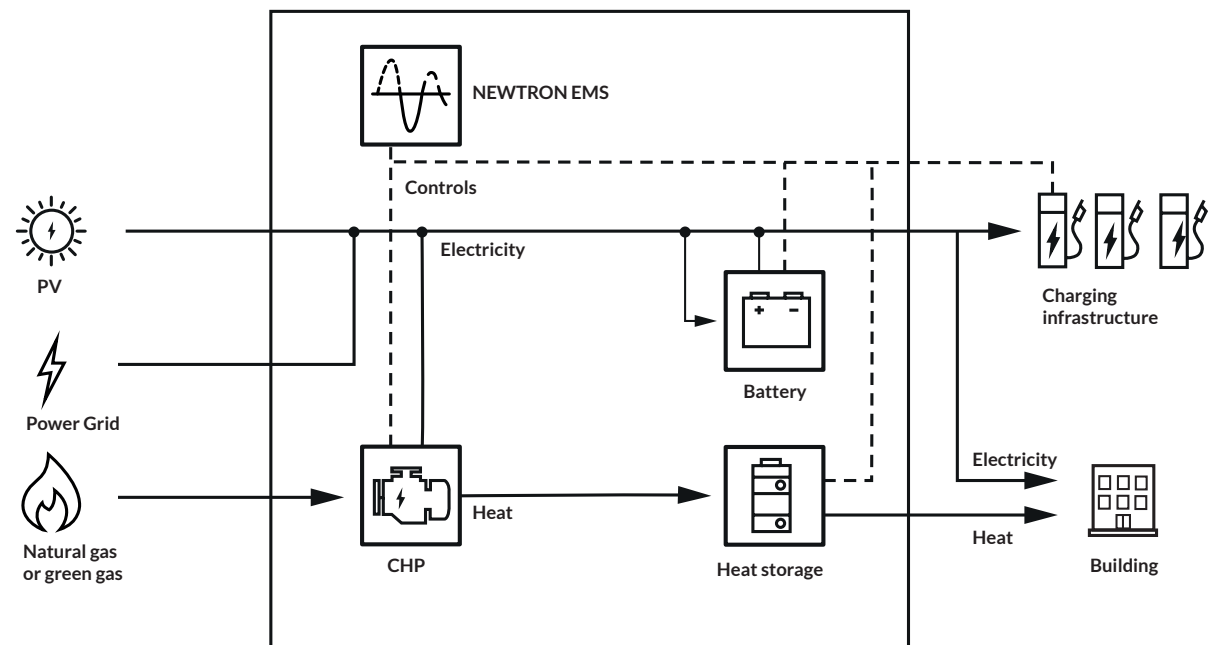 NEWTRON EMS
Controls
Electricity
PV
Charging
infrastructure
Battery
Power Grid
Electricity
Heat
Heat
Natural gas
or green gas
CHP
Heat storage
Building